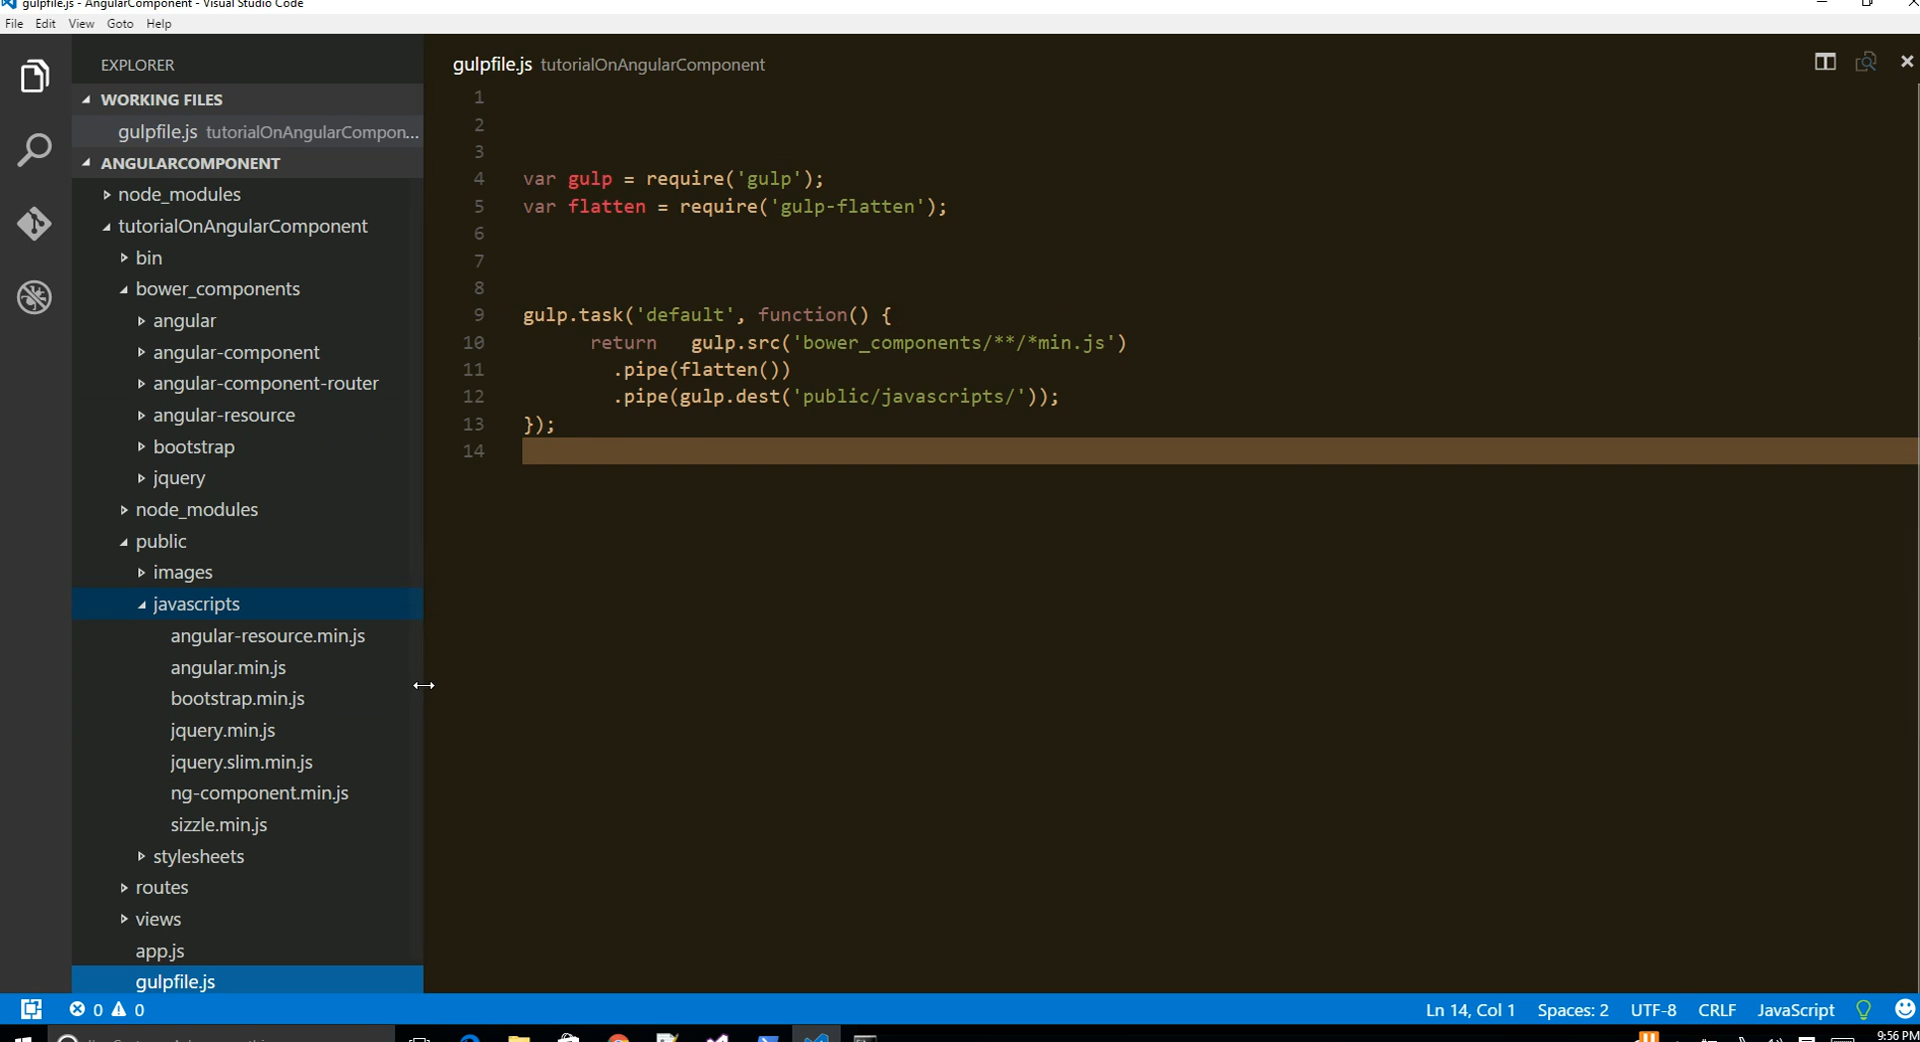 gulpfile.js - AngularComponent - Visual Studio Code
File Edit View Goto Help
EXPLORER
WORKING FILES
gulpfile.js tutorialOnAngularCompon...
ANGULARCOMPONENT
node_modules
tutorialOnAngularComponent
bin
bower_components
angular
angular-component
angular-component-router
angular-resource
bootstrap
jquery
node_modules
public
images
javascripts
angular-resource.min.js
angular.min.js
bootstrap.min.js
jquery.min.js
jquery.slim.min.js
ng-component.min.js
sizzle.min.js
stylesheets
routes
views
app.js
gulpfile.js
gulpfile.js tutorialOnAngularComponent
1
2
3
4 var gulp = require('gulp');
5 var flatten = require('gulp-flatten');
6
7
8
9 gulp.task('default', function() {
10 return gulp.src('bower_components/**/*min.js')
11 .pipe(flatten())
12 .pipe(gulp.dest('public/javascripts/'));
13 });
14
0 0 Ln 14, Col 1 Spaces: 2 UTF-8 CRLF JavaScript
9:56 PM